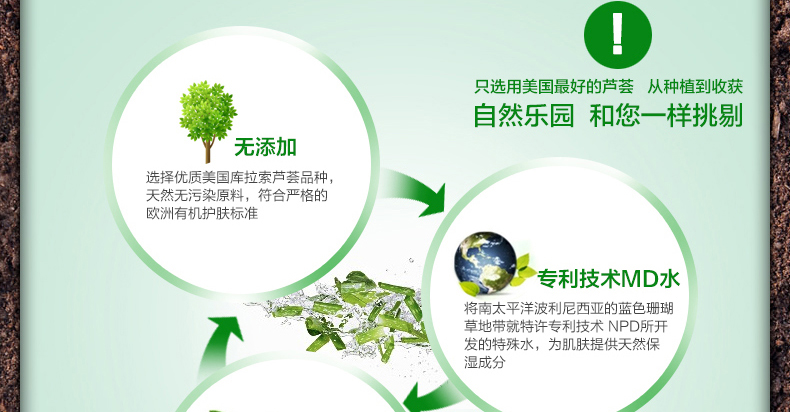 !
只选用美国最好的芦荟 从种植到收获
自然乐园 和您一样挑剔
无添加
选择优质美国库拉索芦荟品种，
天然无污染原料，符合严格的
欧洲有机护肤标准
专利技术MD水
将南太平洋波利尼西亚的蓝色珊瑚
草地带就特许专利技术 NPD所开
发的特殊水，为肌肤提供天然保
湿成分